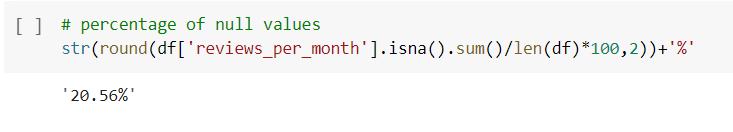 [ ] # percentage of null values
str(round(df['reviews_per_month'].isna().sum()/len(df)*100,2))+'%'
'20.56%'